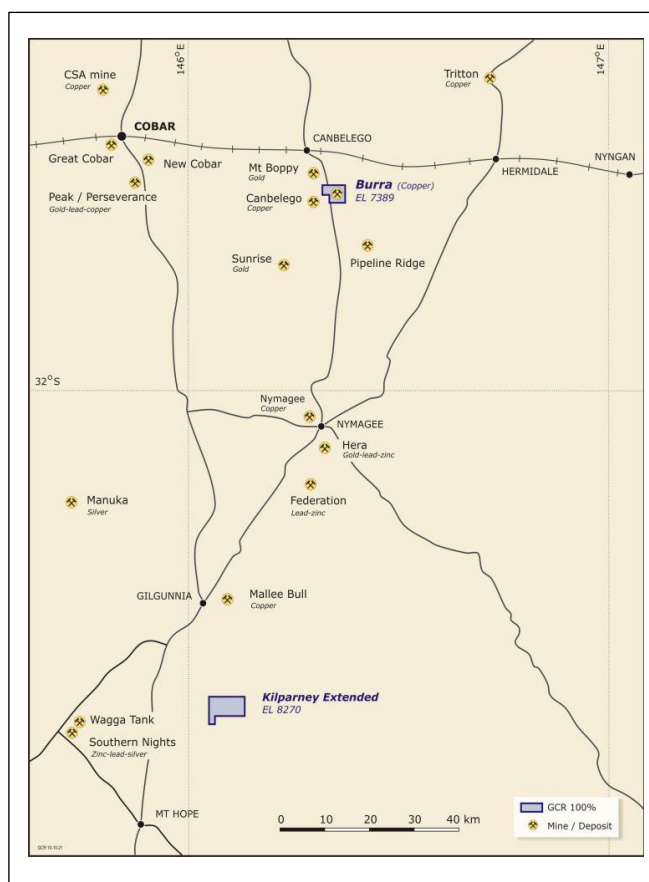 146°E
147°E
CSA mine
Copper
Tritton
Copper
COBAR
CANBELEGO
Great Cobar
New Cobar
Mt Boppy
Gold
HERMIDALE
NYNGAN
Peak / Perseverance
Gold-lead-copper
Canbelego
Copper
Burra (Copper)
EL 7389
Sunrise
Gold
Pipeline Ridge
32°S
Nymagee
Copper
NYMAGEE
Hera
Gold-lead-zinc
Manuka
Silver
Federation
Lead-zinc
GILGUNNIA
Mallee Bull
Copper
Kilparney Extended
EL 8270
Wagga Tank
Southern Nights
Zinc-lead-silver
MT HOPE
0 10 20 30 40 km
GCR 100%
Mine / Deposit